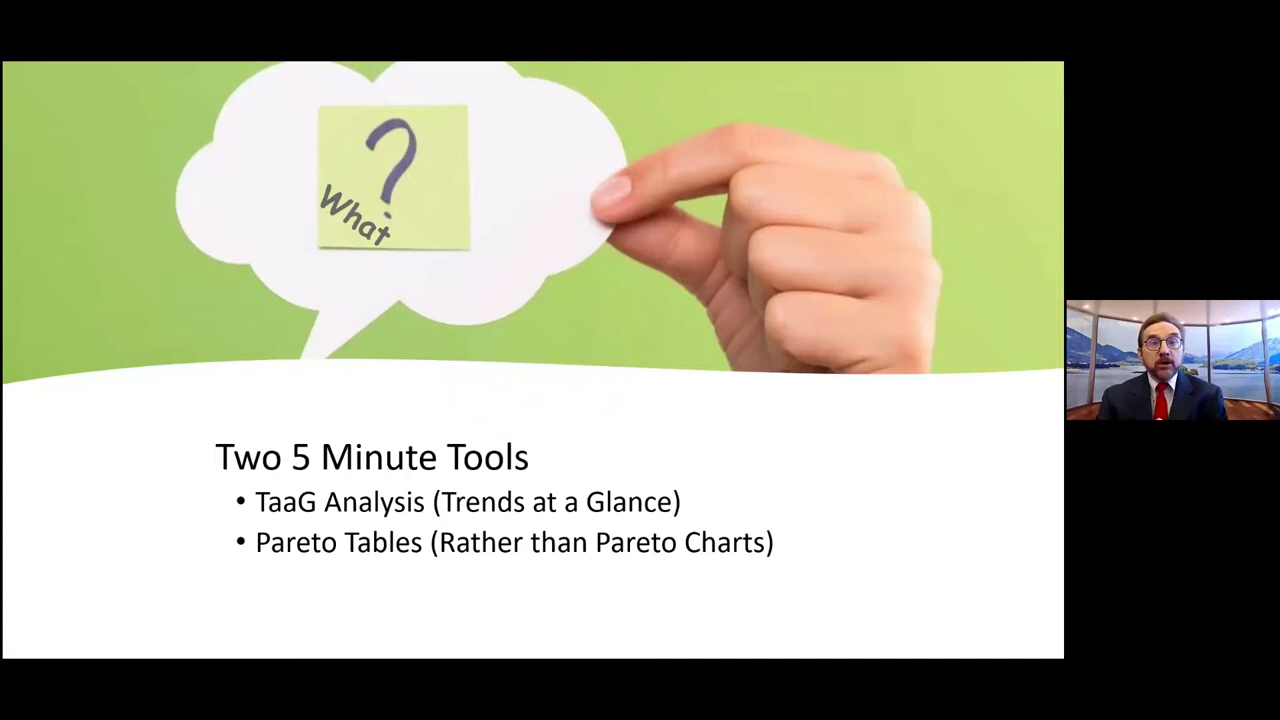 ?
What
Two 5 Minute Tools
• TaaG Analysis (Trends at a Glance)
• Pareto Tables (Rather than Pareto Charts)